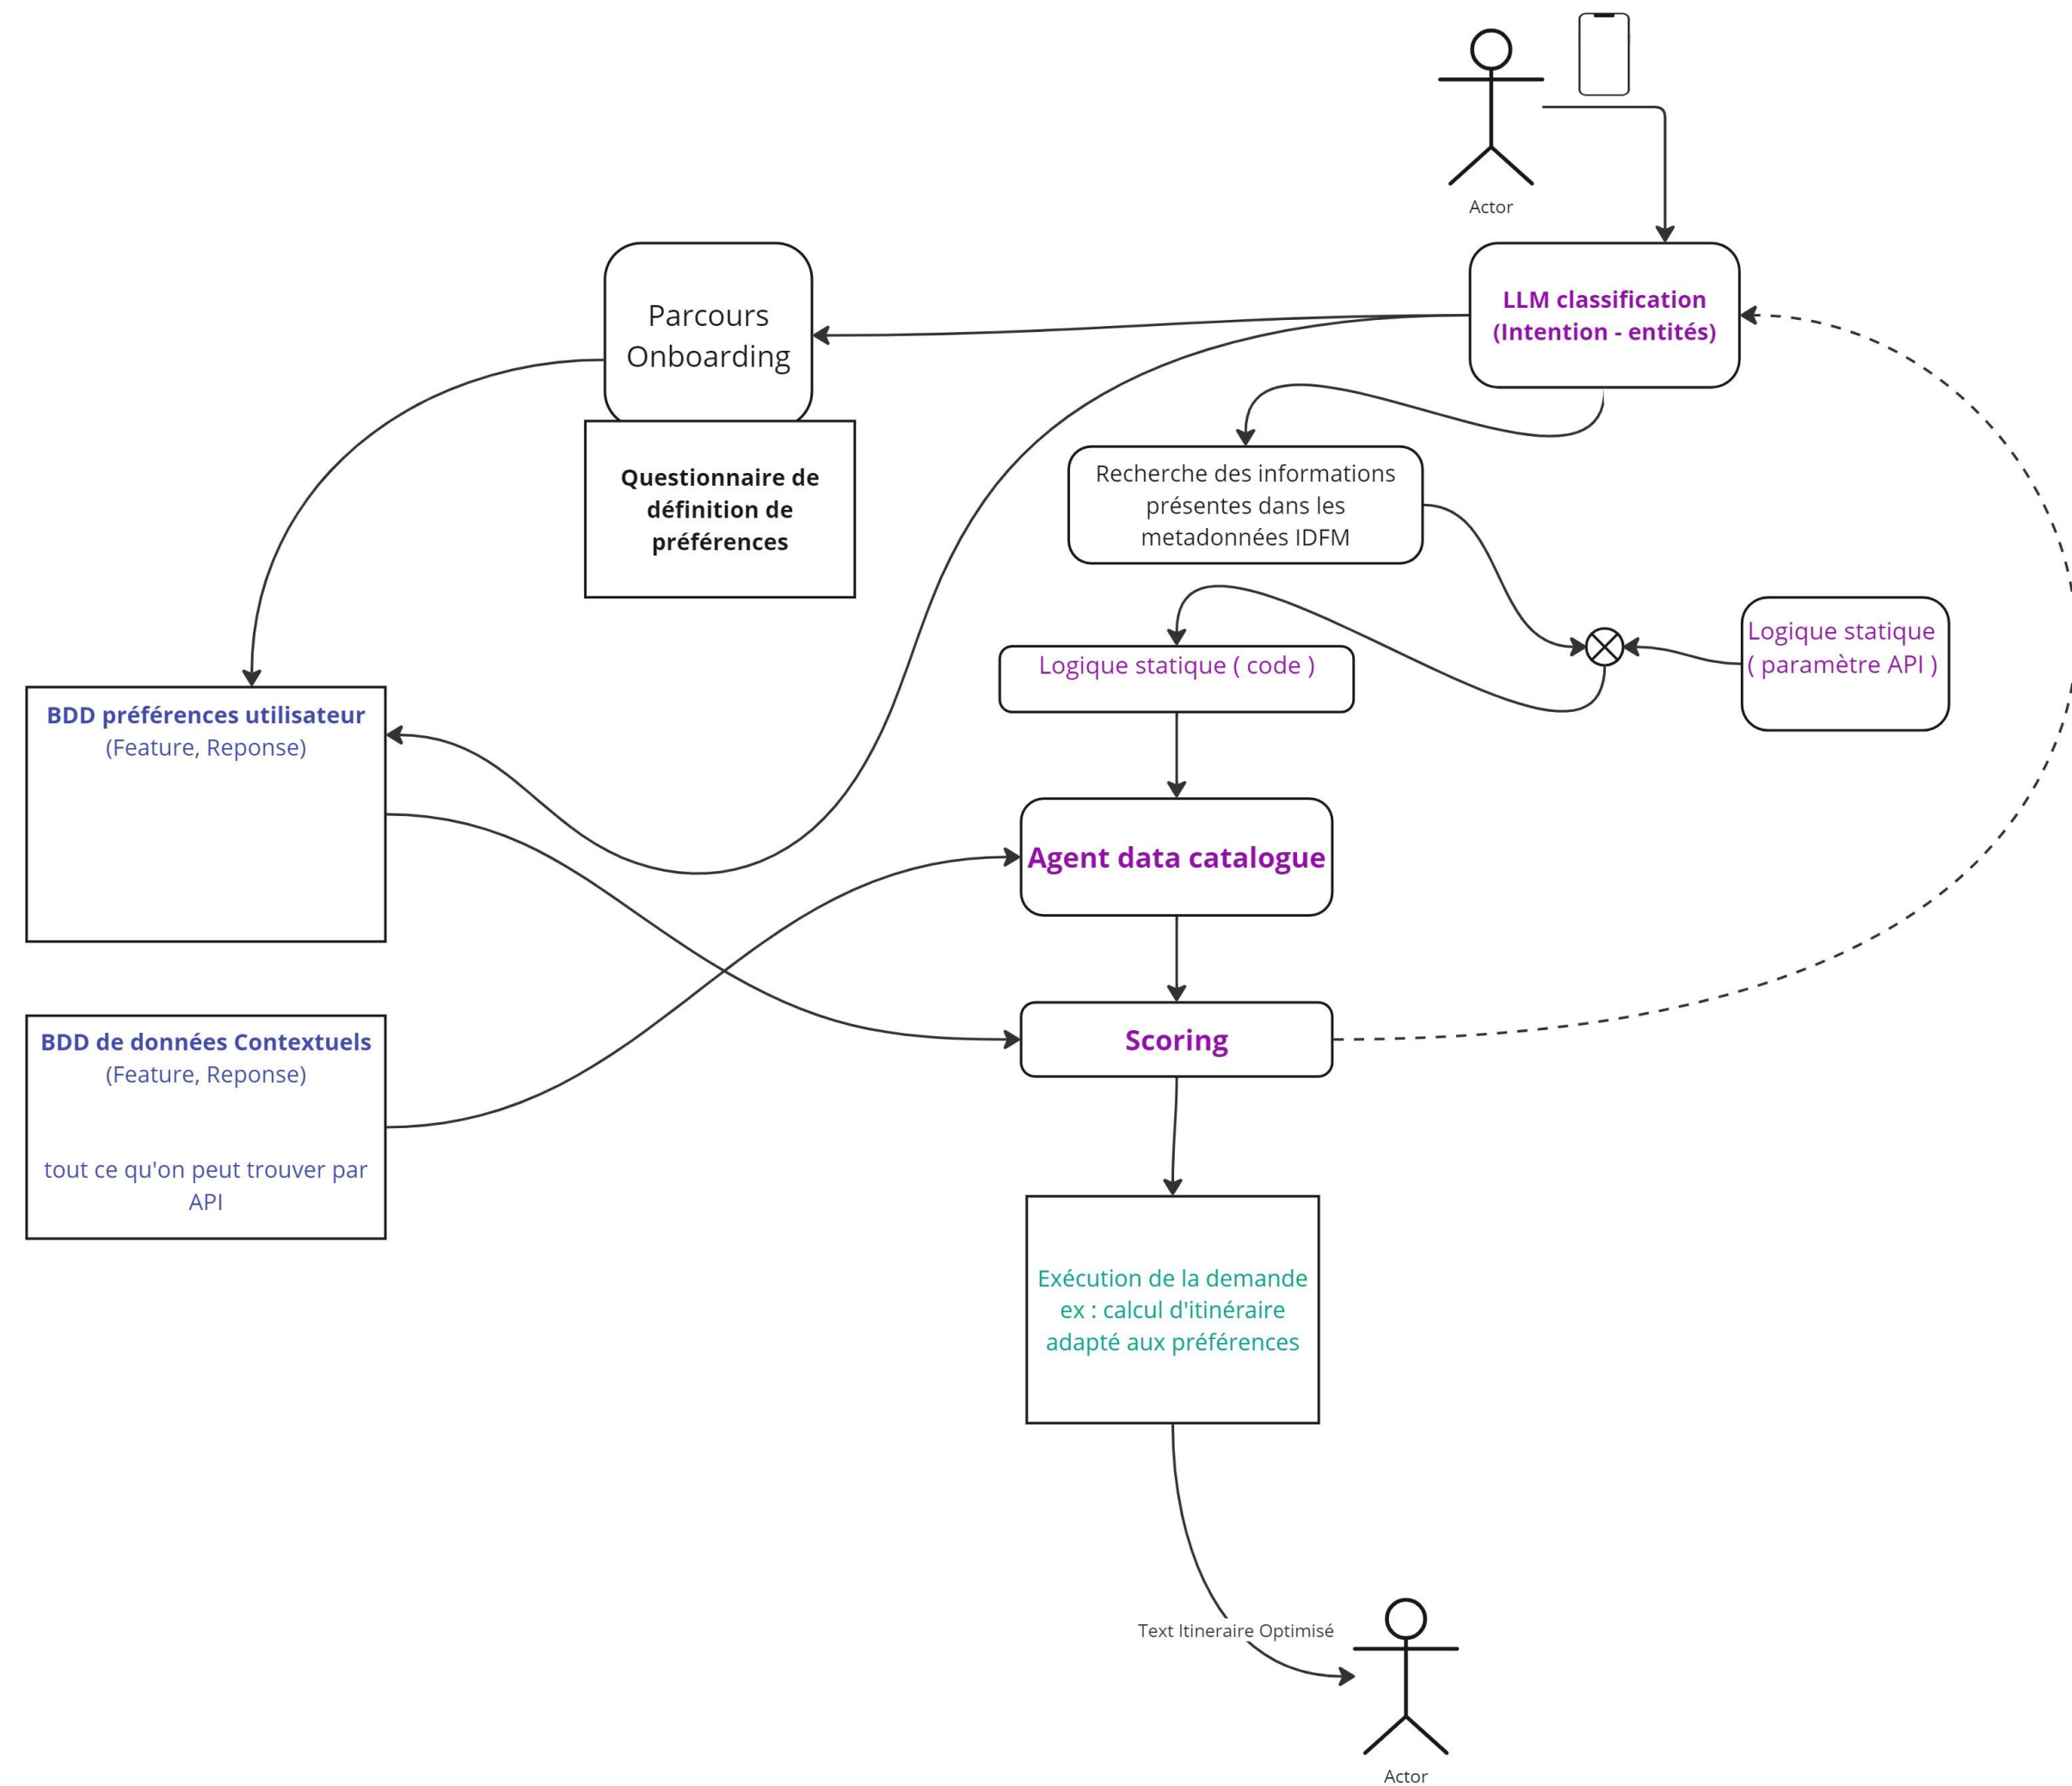 Actor
LLM classification
(Intention - entités)
Parcours
Onboarding
Questionnaire de
définition de
préférences
Recherche des informations
présentes dans les
metadonnées IDFM
Logique statique
( paramètre API )
Logique statique ( code )
BDD préférences utilisateur
(Feature, Reponse)
Agent data catalogue
Scoring
BDD de données Contextuels
(Feature, Reponse)
tout ce qu'on peut trouver par
API
Exécution de la demande
ex : calcul d'itinéraire
adapté aux préférences
Text Itineraire Optimisé
Actor